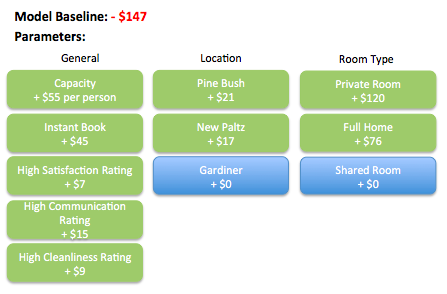 Model Baseline: - $147
Parameters:
General
Location
Room Type
Capacity
+ $55 per person
Pine Bush
+ $21
Private Room
+ $120
Instant Book
+ $45
New Paltz
+ $17
Full Home
+ $76
High Satisfaction Rating
+ $7
Gardiner
+ $0
Shared Room
+ $0
High Communication
Rating
+ $15
High Cleanliness Rating
+ $9